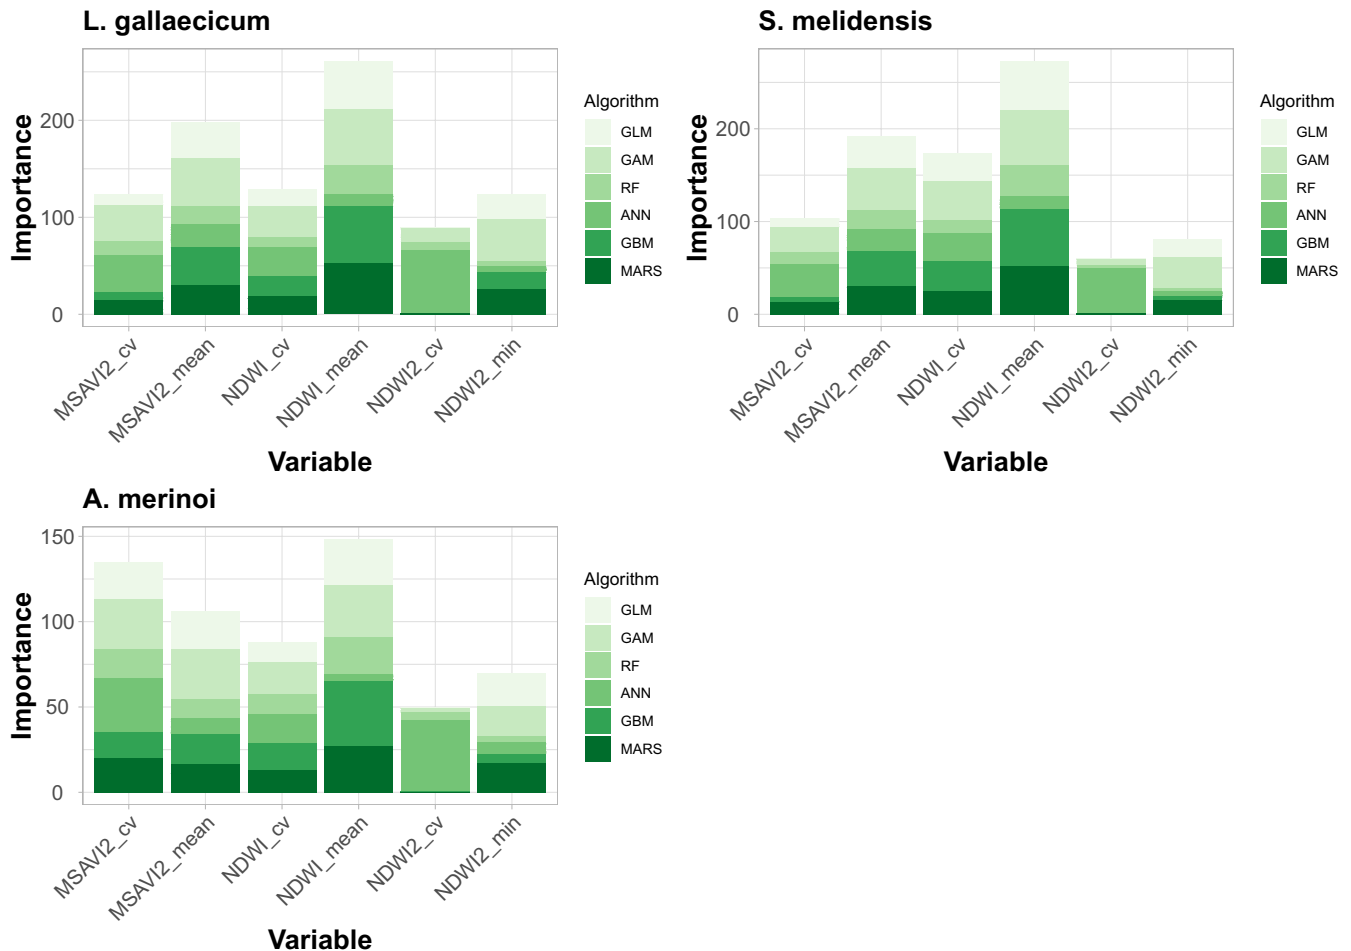 L. gallaecicum
Importance
200
100
0
MSAVI2_cv
MSAVI2_mean
NDWI_cv
NDWI_mean
NDWI2_cv
NDWI2_min
Variable
Algorithm
GLM
GAM
RF
ANN
GBM
MARS
S. melidensis
Importance
200
100
0
MSAVI2_cv
MSAVI2_mean
NDWI_cv
NDWI_mean
NDWI2_cv
NDWI2_min
Variable
Algorithm
GLM
GAM
RF
ANN
GBM
MARS
A. merinoi
Importance
150
100
50
0
MSAVI2_cv
MSAVI2_mean
NDWI_cv
NDWI_mean
NDWI2_cv
NDWI2_min
Variable
Algorithm
GLM
GAM
RF
ANN
GBM
MARS